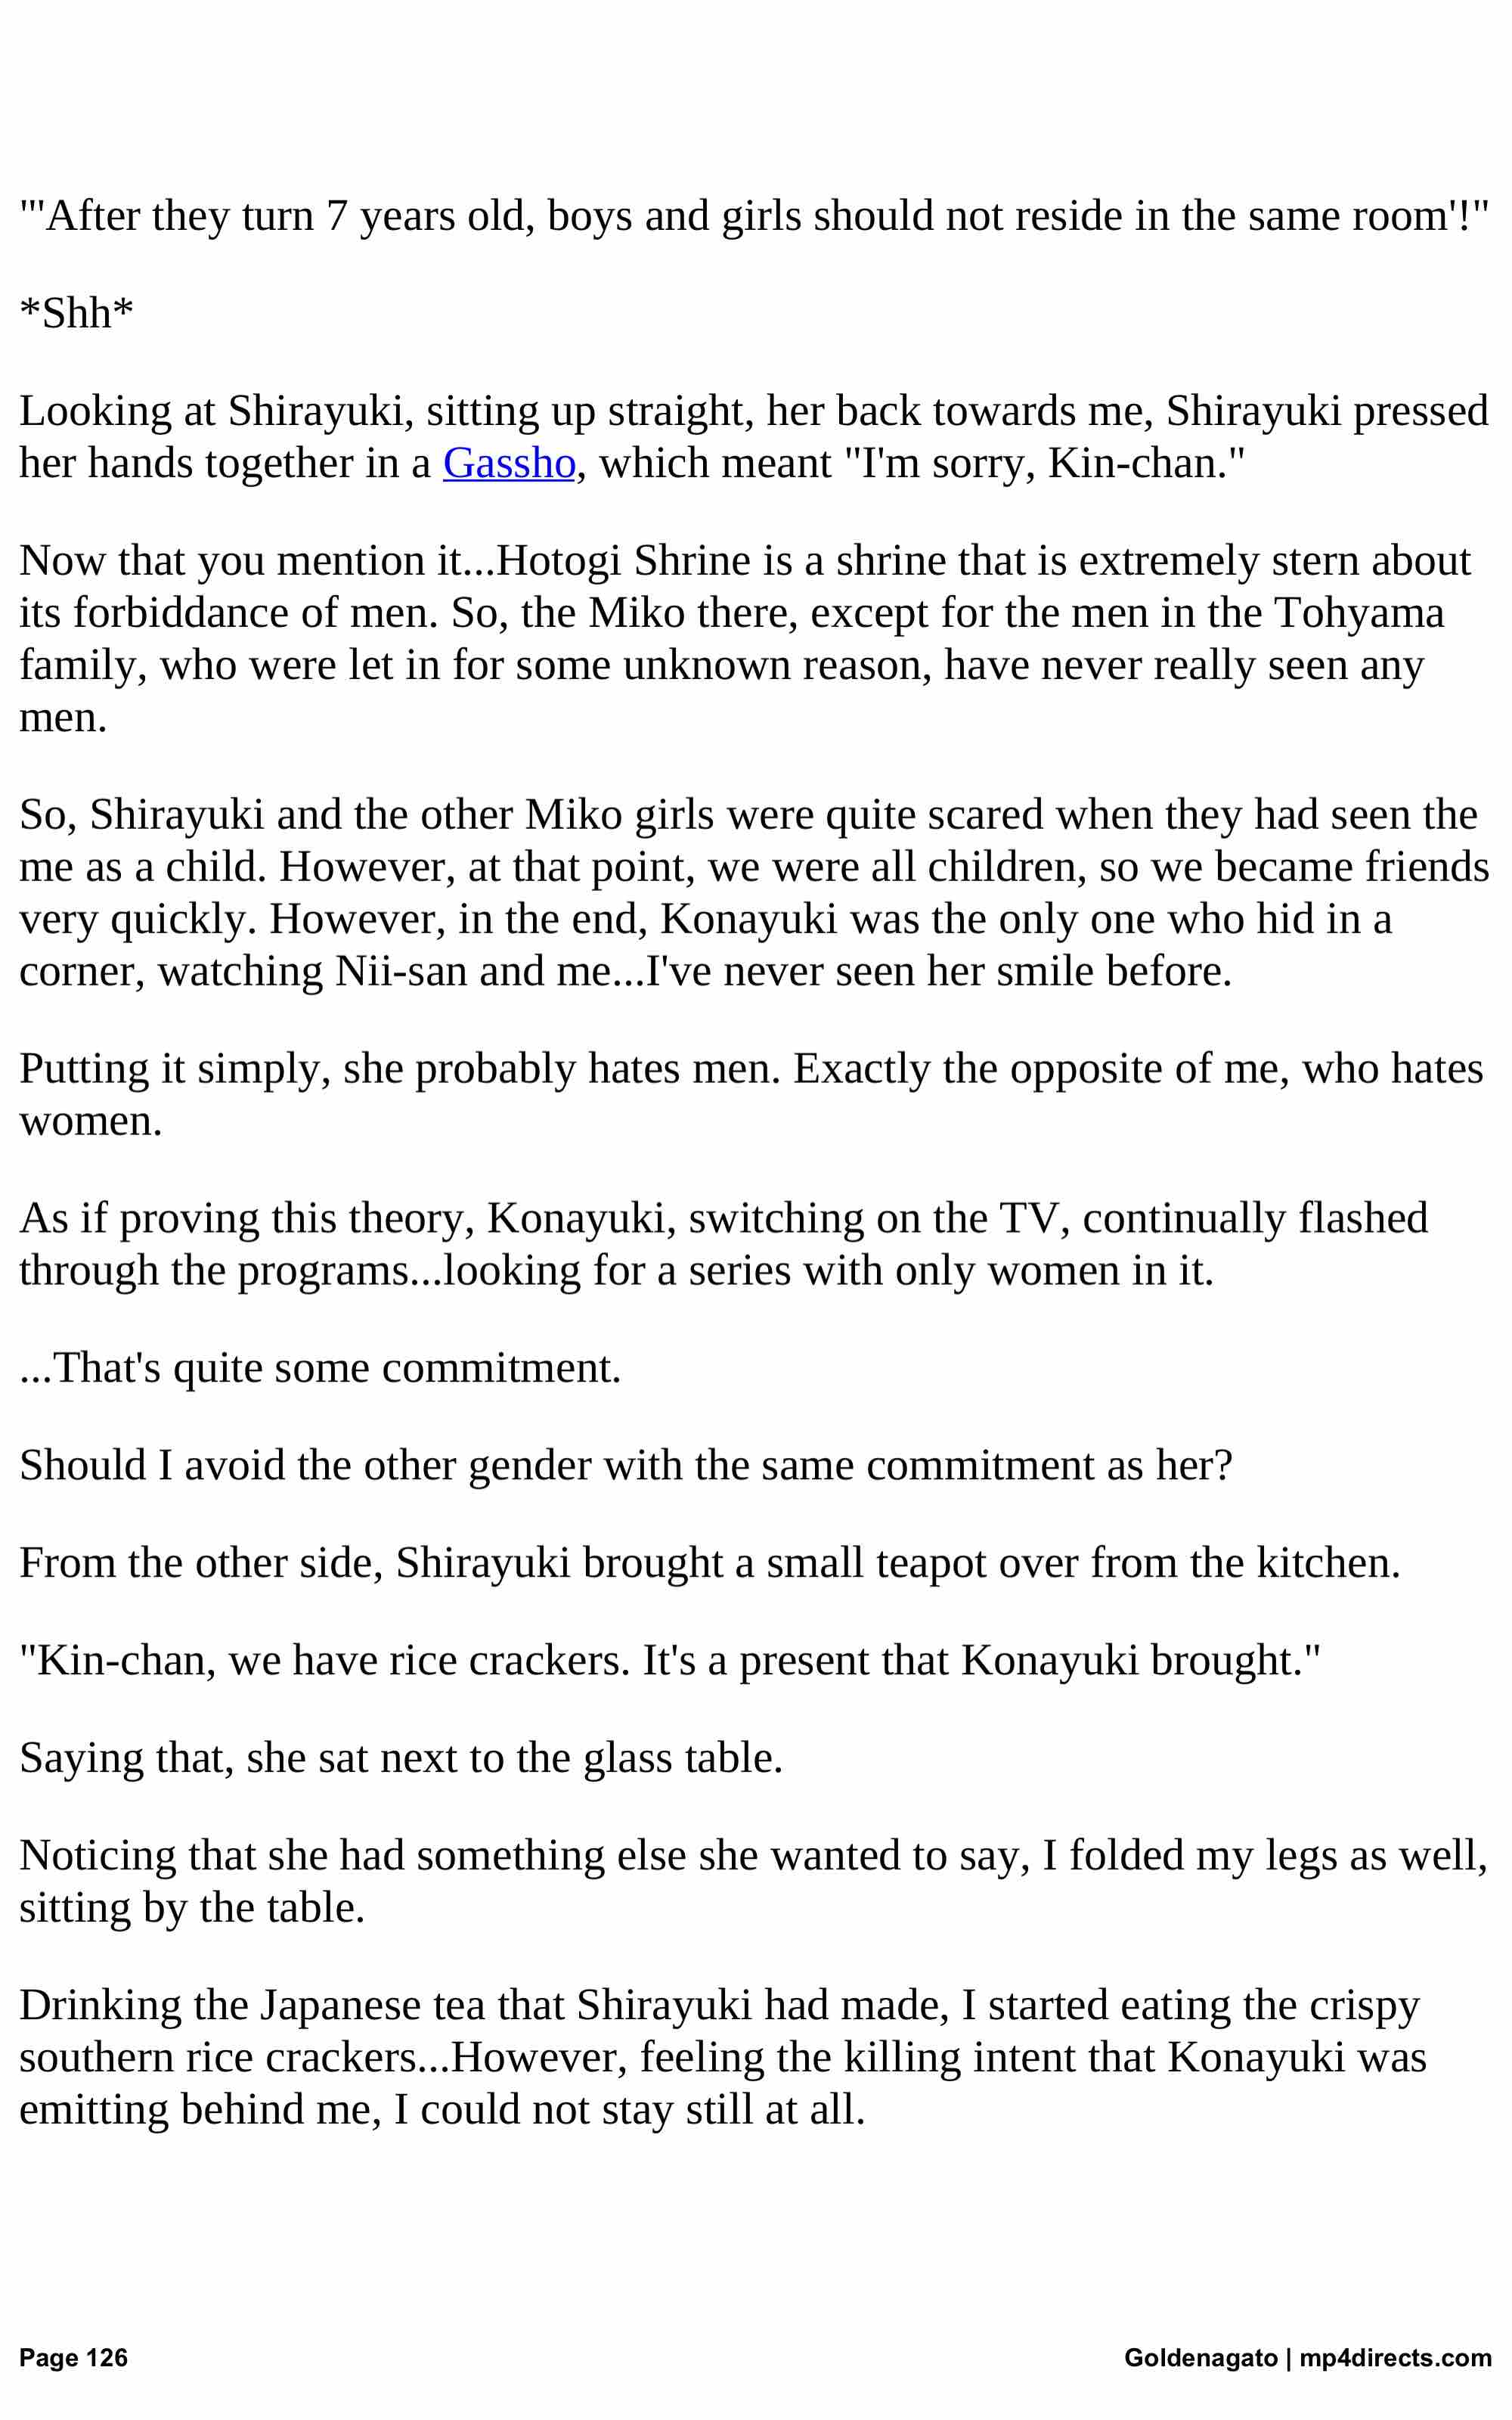 "'After they turn 7 years old, boys and girls should not reside in the same room'!"
*Shh*
Looking at Shirayuki, sitting up straight, her back towards me, Shirayuki pressed
her hands together in a Gassho, which meant "I'm sorry, Kin-chan."
Now that you mention it...Hotogi Shrine is a shrine that is extremely stern about
its forbiddance of men. So, the Miko there, except for the men in the Tohyama
family, who were let in for some unknown reason, have never really seen any
men.
So, Shirayuki and the other Miko girls were quite scared when they had seen the
me as a child. However, at that point, we were all children, so we became friends
very quickly. However, in the end, Konayuki was the only one who hid in a
corner, watching Nii-san and me...I've never seen her smile before.
Putting it simply, she probably hates men. Exactly the opposite of me, who hates
women.
As if proving this theory, Konayuki, switching on the TV, continually flashed
through the programs...looking for a series with only women in it.
...That's quite some commitment.
Should I avoid the other gender with the same commitment as her?
From the other side, Shirayuki brought a small teapot over from the kitchen.
"Kin-chan, we have rice crackers. It's a present that Konayuki brought."
Saying that, she sat next to the glass table.
Noticing that she had something else she wanted to say, I folded my legs as well,
sitting by the table.
Drinking the Japanese tea that Shirayuki had made, I started eating the crispy
southern rice crackers...However, feeling the killing intent that Konayuki was
emitting behind me, I could not stay still at all.
Page 126
Goldenagato | mp4directs.com